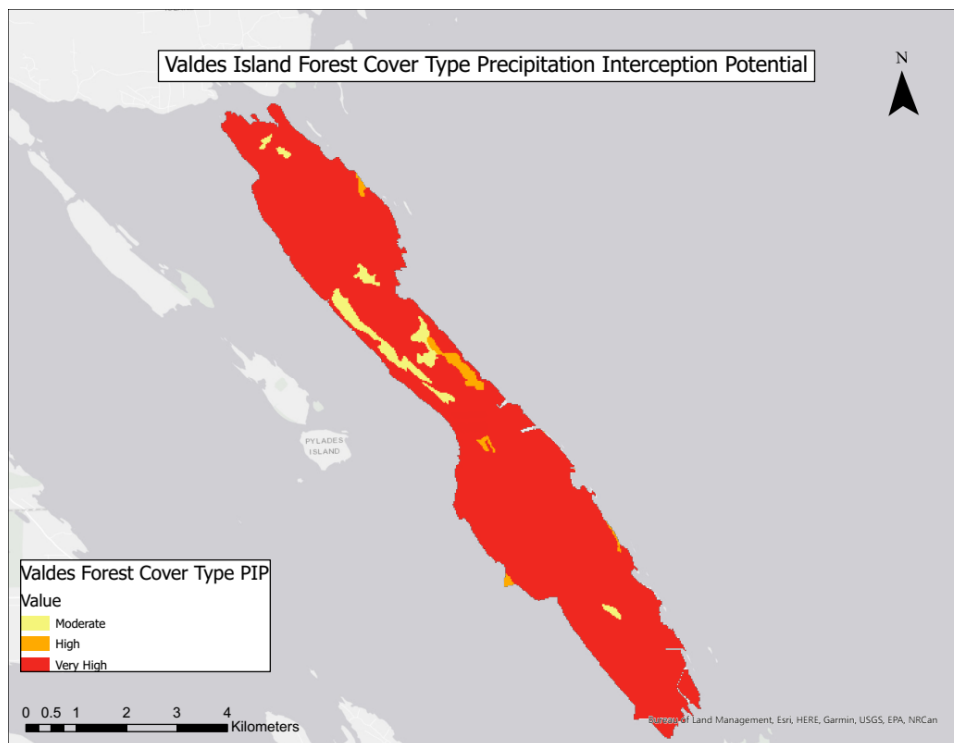 Valdes Island Forest Cover Type Precipitation Interception Potential
N
PYLADES
ISLAND
Valdes Forest Cover Type PIP
Value
Moderate
High
Very High
0 0.5 1 2 3 4
Kilometers
Bureau of Land Management, Esri, HERE, Garmin, USGS, EPA, NRCan